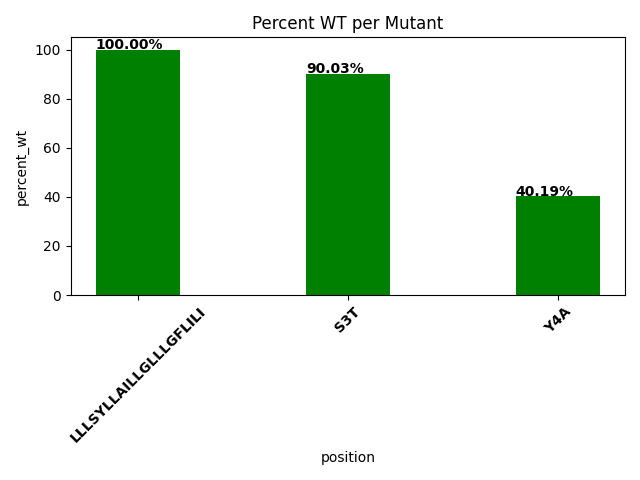 Percent WT per Mutant
100.00%
90.03%
40.19%
percent_wt
100
80
60
40
20
0
LLLSYLLAILLGLLLGFLILI
S3T
Y4A
position